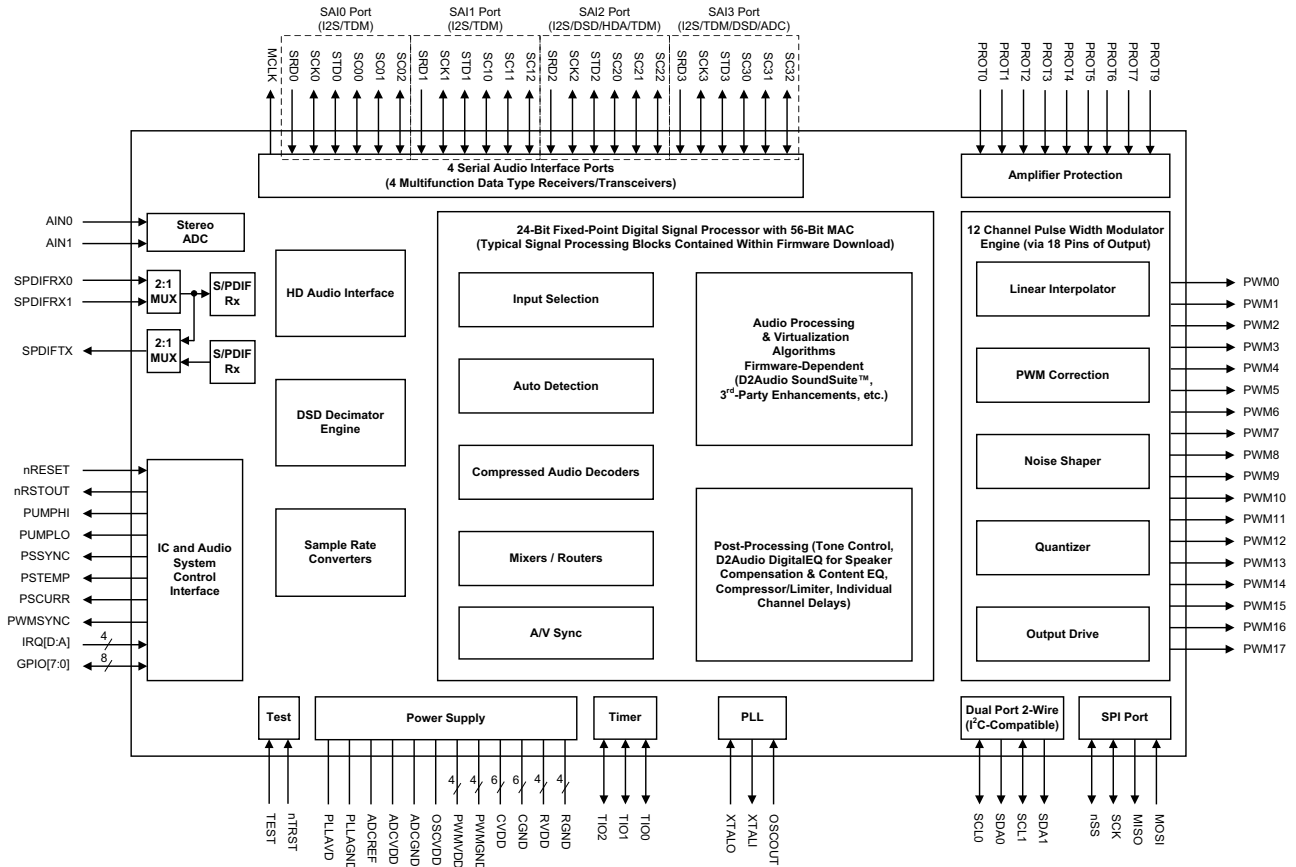 SAI0 Port
(I2S/TDM)
SAI1 Port
(I2S/TDM)
SAI2 Port
(I2S/DSD/HDA/TDM)
SAI3 Port
(I2S/TDM/DSD/ADC)
MCLK
SRD0
SCK0
STD0
SC00
SC01
SC02
SRD1
SCK1
STD1
SC10
SC11
SC12
SRD2
SCK2
STD2
SC20
SC21
SC22
SRD3
SCK3
STD3
SC30
SC31
SC32
PROT0
PROT1
PROT2
PROT3
PROT4
PROT5
PROT6
PROT7
PROT9
4 Serial Audio Interface Ports
(4 Multifunction Data Type Receivers/Transceivers)
Amplifier Protection
AIN0
AIN1
Stereo
ADC
SPDIFRX0
SPDIFRX1
2:1
MUX
S/PDIF
Rx
SPDIFTX
2:1
MUX
S/PDIF
Rx
HD Audio Interface
DSD Decimator
Engine
Sample Rate
Converters
24-Bit Fixed-Point Digital Signal Processor with 56-Bit MAC
(Typical Signal Processing Blocks Contained Within Firmware Download)
Input Selection
Auto Detection
Compressed Audio Decoders
Mixers / Routers
A/V Sync
Audio Processing
& Virtualization
Algorithms
Firmware-Dependent
(D2Audio SoundSuite™,
3rd-Party Enhancements, etc.)
Post-Processing (Tone Control,
D2Audio DigitalEQ for Speaker
Compensation & Content EQ,
Compressor/Limiter, Individual
Channel Delays)
12 Channel Pulse Width Modulator
Engine (via 18 Pins of Output)
Linear Interpolator
PWM Correction
Noise Shaper
Quantizer
Output Drive
PWM0
PWM1
PWM2
PWM3
PWM4
PWM5
PWM6
PWM7
PWM8
PWM9
PWM10
PWM11
PWM12
PWM13
PWM14
PWM15
PWM16
PWM17
nRESET
nRSTOUT
PUMPHI
PUMPLO
PSSYNC
PSTEMP
PSCURR
PWMSYNC
IRQ[D:A]
4
GPIO[7:0]
8
IC and Audio
System
Control
Interface
Test
Power Supply
Timer
PLL
Dual Port 2-Wire
(I2C-Compatible)
SPI Port
4
4
6
6
4
4
TEST
nTRST
PLLAVD
PLLAGND
ADCREF
ADCVDD
ADCGND
OSCVDD
PWMVDD
PWMGND
CVDD
CGND
RVDD
RGND
TIO2
TIO1
TIO0
XTALO
XTALI
OSCOUT
SCL0
SDA0
SCL1
SDA1
nSS
SCK
MISO
MOSI